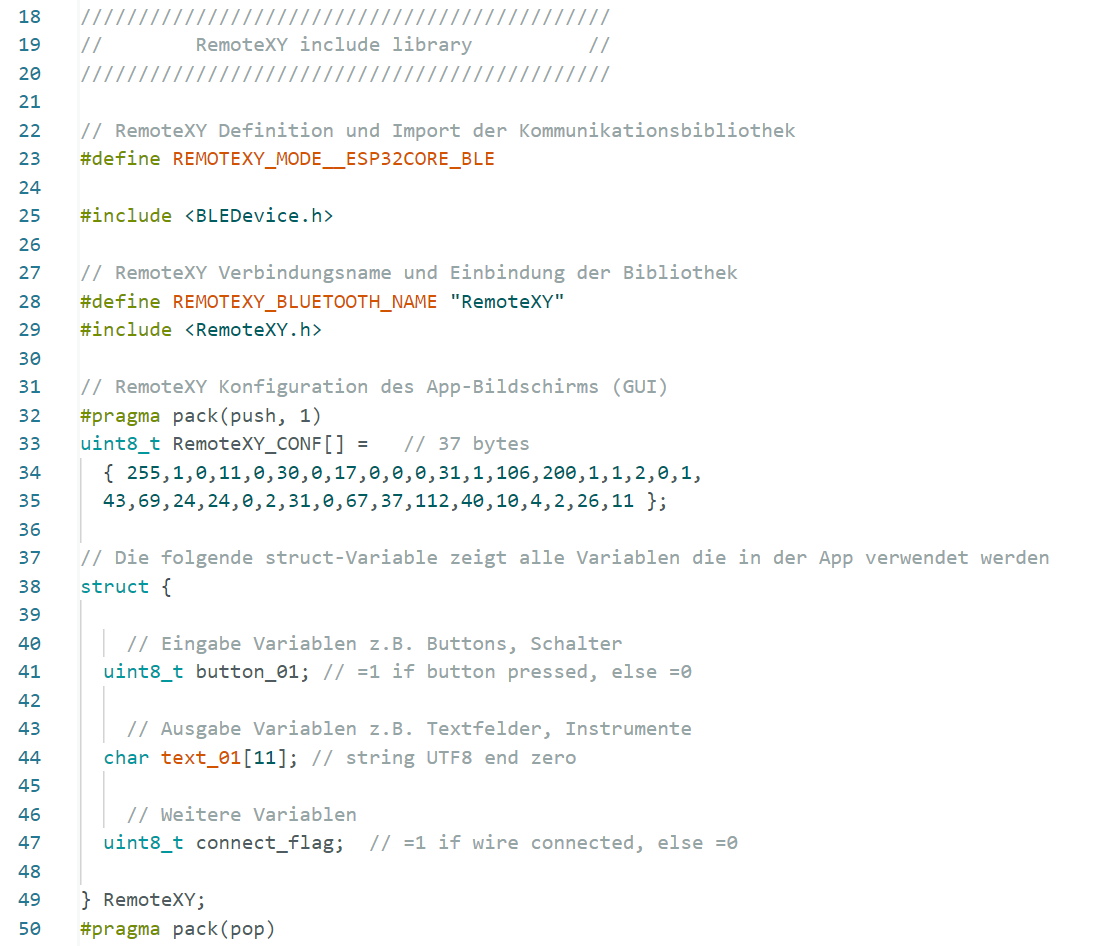 18 //////////////////////////////////////////////
19 //        RemoteXY include library          //
20 //////////////////////////////////////////////
21
22 // RemoteXY Definition und Import der Kommunikationsbibliothek
23 #define REMOTEXY_MODE__ESP32CORE_BLE
24
25 #include <BLEDevice.h>
26
27 // RemoteXY Verbindungsname und Einbindung der Bibliothek
28 #define REMOTEXY_BLUETOOTH_NAME "RemoteXY"
29 #include <RemoteXY.h>
30
31 // RemoteXY Konfiguration des App-Bildschirms (GUI)
32 #pragma pack(push, 1)
33 uint8_t RemoteXY_CONF[] =   // 37 bytes
34   { 255,1,0,11,0,30,0,17,0,0,0,31,1,106,200,1,1,2,0,1,
35   43,69,24,24,0,2,31,0,67,37,112,40,10,4,2,26,11 };
36
37 // Die folgende struct-Variable zeigt alle Variablen die in der App verwendet werden
38 struct {
39
40     // Eingabe Variablen z.B. Buttons, Schalter
41   uint8_t button_01; // =1 if button pressed, else =0
42
43     // Ausgabe Variablen z.B. Textfelder, Instrumente
44   char text_01[11]; // string UTF8 end zero
45
46     // Weitere Variablen
47   uint8_t connect_flag;  // =1 if wire connected, else =0
48
49 } RemoteXY;
50 #pragma pack(pop)